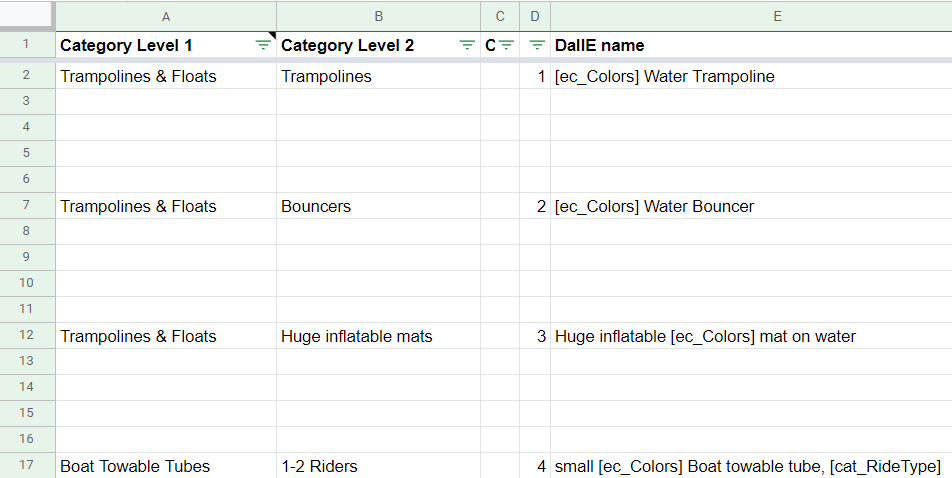 A B C D E
1 Category Level 1 Category Level 2 C DallE name
2 Trampolines & Floats Trampolines 1 [ec_Colors] Water Trampoline
3
4
5
6
7 Trampolines & Floats Bouncers 2 [ec_Colors] Water Bouncer
8
9
10
11
12 Trampolines & Floats Huge inflatable mats 3 Huge inflatable [ec_Colors] mat on water
13
14
15
16
17 Boat Towable Tubes 1-2 Riders 4 small [ec_Colors] Boat towable tube, [cat_RideType]